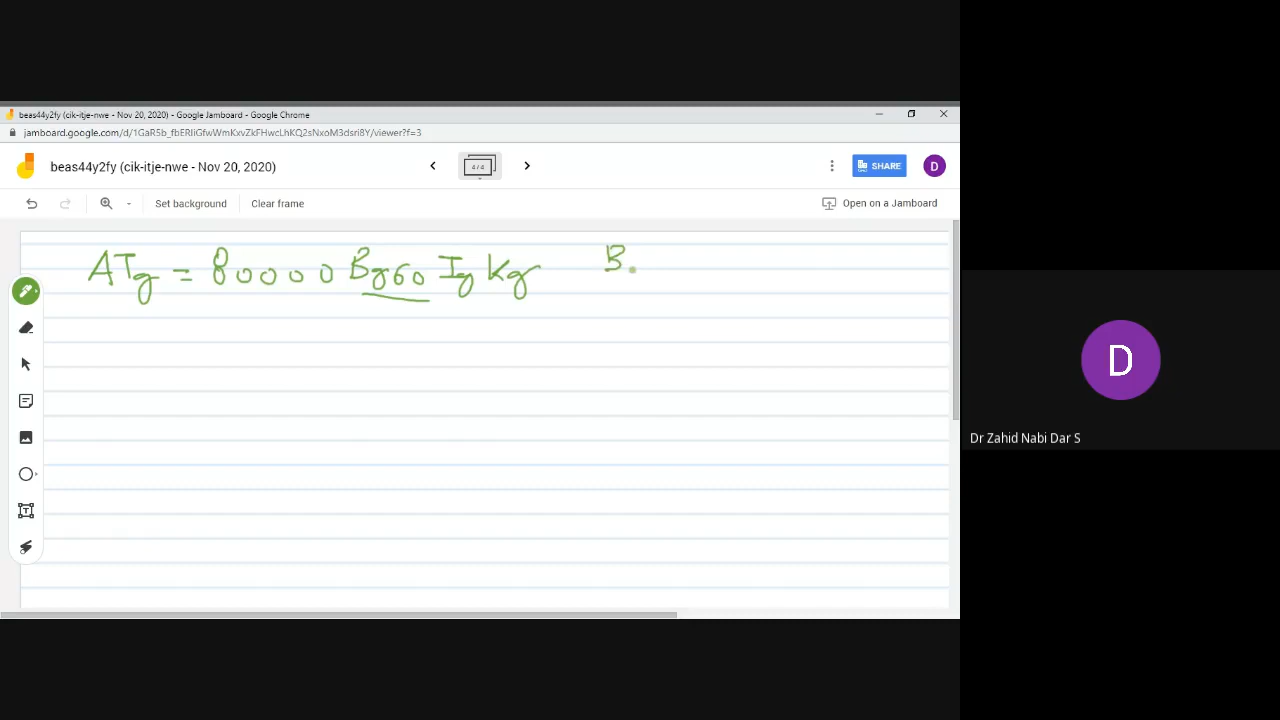 beas44y2fy (cik-itje-nwe - Nov 20, 2020) - Google Jamboard - Google Chrome
jamboard.google.com/d/1GaR5b_fbERIiGfwWmKxvZkFHwcLhKQ2sNxoM3dsri8Y/viewer?f=3
beas44y2fy (cik-itje-nwe - Nov 20, 2020)
4 / 4
SHARE
D
Set background
Clear frame
Open on a Jamboard
ATg = 80000 Bg60 Ig Kg B.
D
Dr Zahid Nabi Dar S